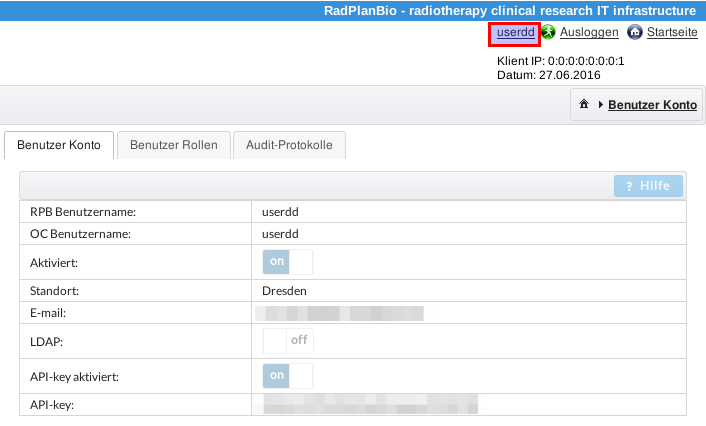 RadPlanBio - radiotherapy clinical research IT infrastructure
userdd Ausloggen Startseite
Klient IP: 0:0:0:0:0:0:0:1
Datum: 27.06.2016
Benutzer Konto
Benutzer Konto Benutzer Rollen Audit-Protokolle
? Hilfe
RPB Benutzername: userdd
OC Benutzername: userdd
Aktiviert: on
Standort: Dresden
E-mail:
LDAP: off
API-key aktiviert: on
API-key: